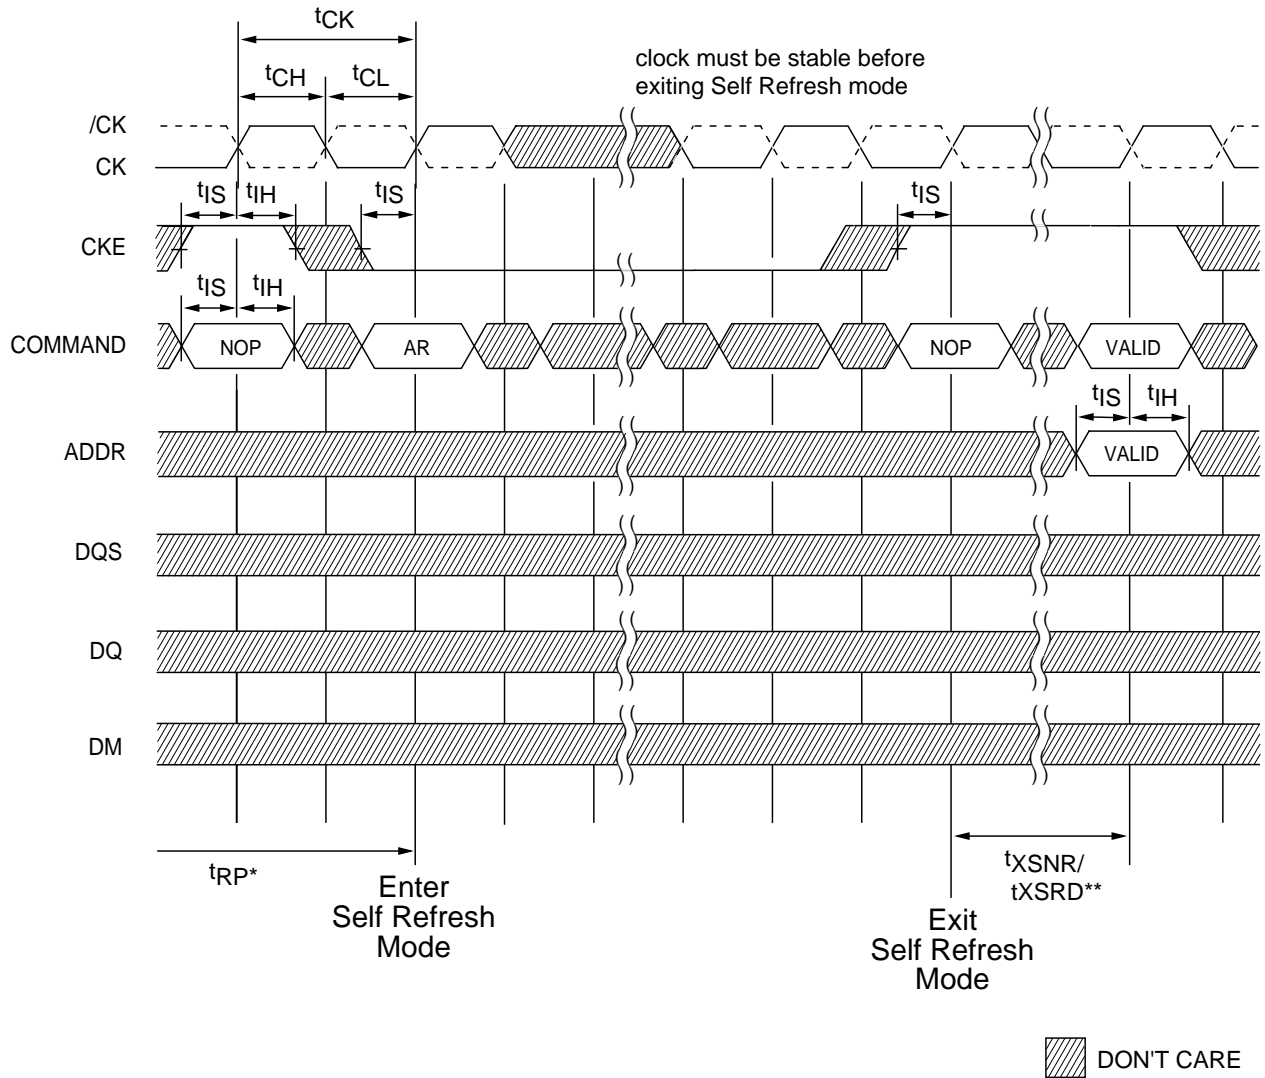 tCK
clock must be stable before
exiting Self Refresh mode
tCH
tCL
/CK
CK
tIS
tIH
tIS
tIS
CKE
tIS
tIH
COMMAND
NOP
AR
NOP
VALID
tIS
tIH
ADDR
VALID
DQS
DQ
DM
tRP*
Enter
Self Refresh
Mode
tXSNR/
tXSRD**
Exit
Self Refresh
Mode
DON'T CARE